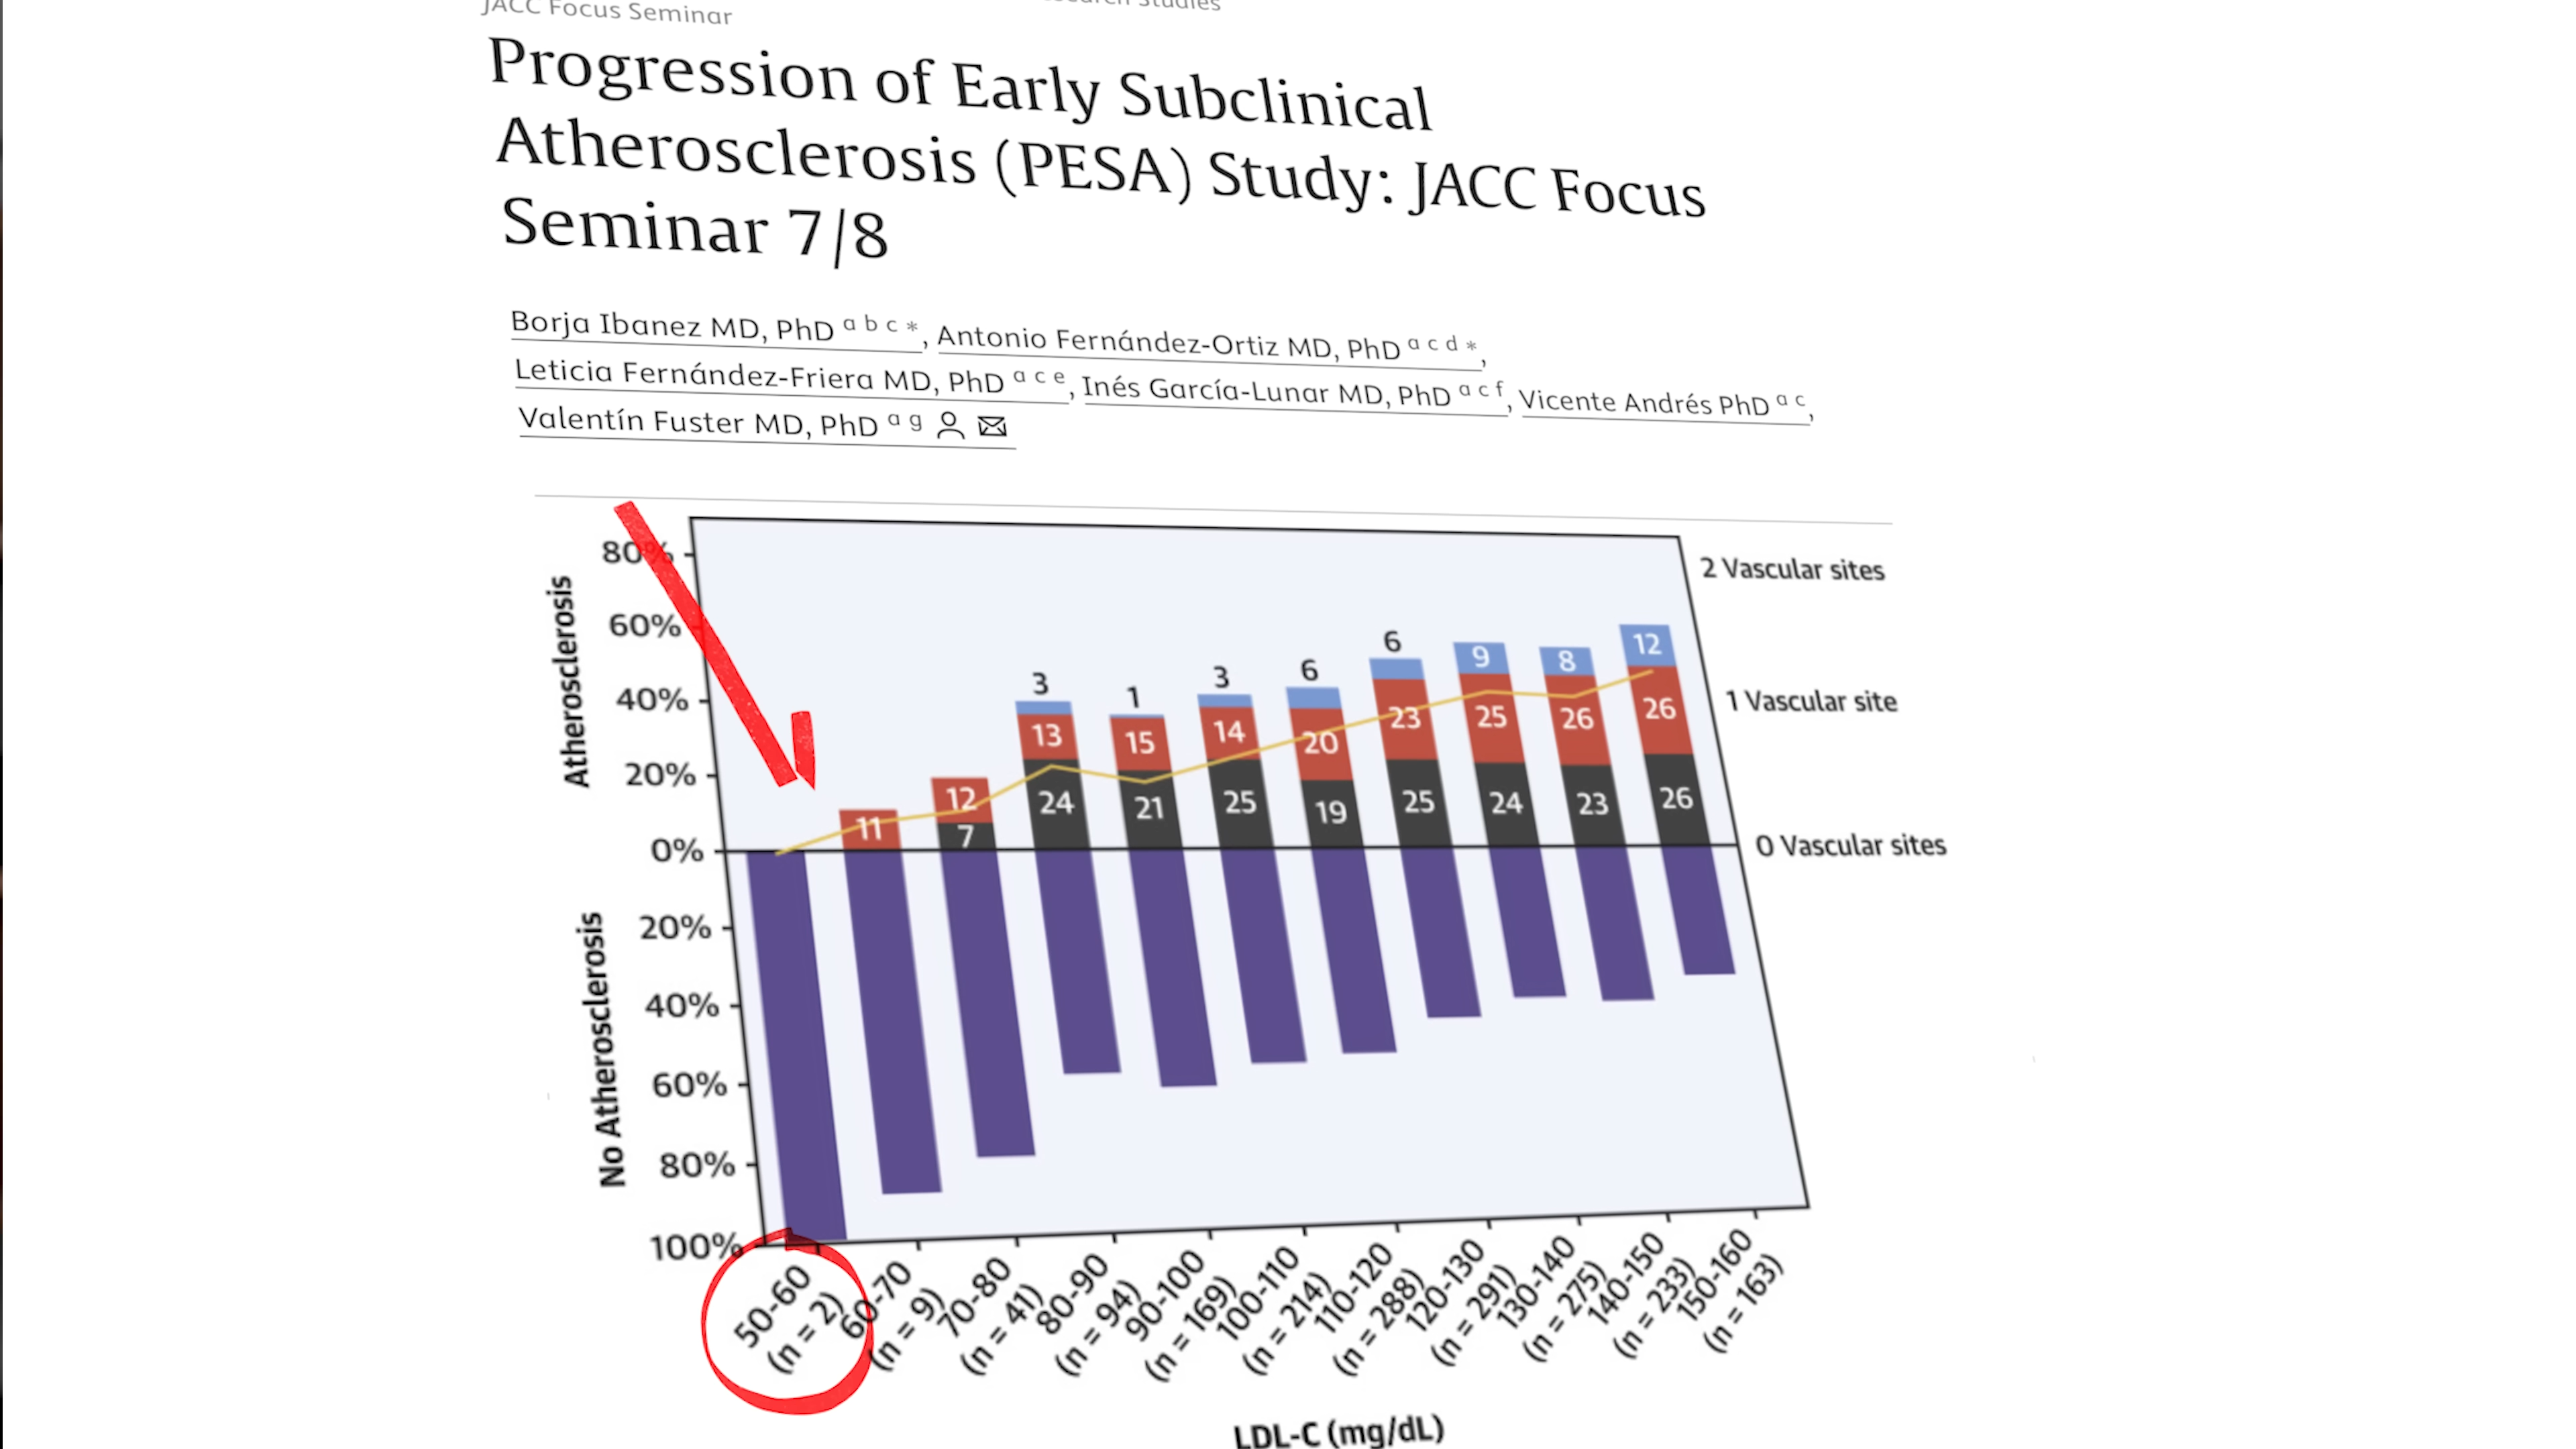 JACC Focus Seminar
Studies
Progression of Early Subclinical
Atherosclerosis (PESA) Study: JACC Focus
Seminar 7/8
Borja Ibanez MD, PhD a b c *, Antonio Fernández-Ortiz MD, PhD a c d *,
Leticia Fernández-Friera MD, PhD a c e, Inés García-Lunar MD, PhD a c f, Vicente Andrés PhD a c,
Valentín Fuster MD, PhD a g
Atherosclerosis
80%
60%
40%
20%
0%
No Atherosclerosis
20%
40%
60%
80%
100%
2 Vascular sites
1 Vascular site
0 Vascular sites
11
12
7
3
13
24
1
15
21
3
14
25
6
20
19
6
23
25
9
25
24
8
26
23
12
26
26
50-60
(n = 2)
60-70
(n = 9)
70-80
(n = 41)
80-90
(n = 94)
90-100
(n = 169)
100-110
(n = 214)
110-120
(n = 288)
120-130
(n = 291)
130-140
(n = 275)
140-150
(n = 233)
150-160
(n = 163)
LDL-C (mg/dL)